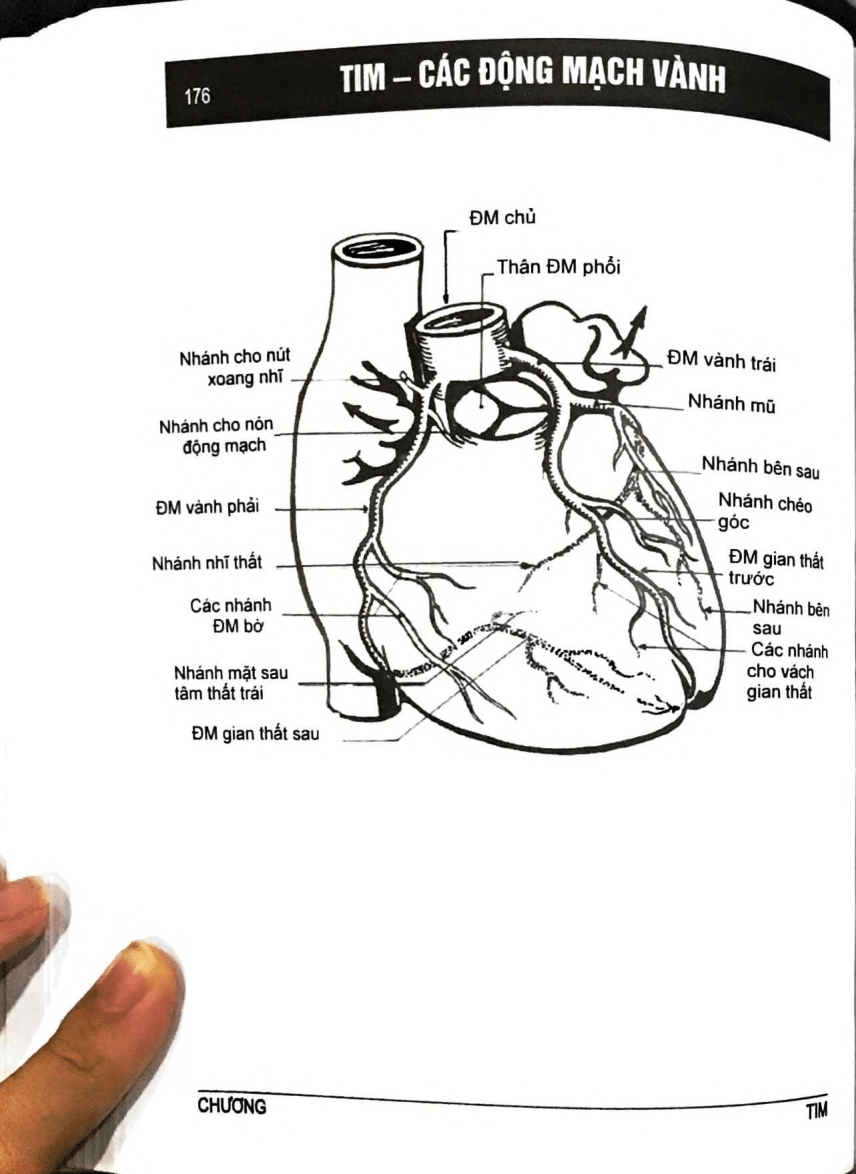 176
TIM – CÁC ĐỘNG MẠCH VÀNH
ĐM chủ
Thân ĐM phổi
Nhánh cho nút
xoang nhĩ
Nhánh cho nón
động mạch
ĐM vành phải
Nhánh nhĩ thất
Các nhánh
ĐM bờ
Nhánh mặt sau
tâm thất trái
ĐM gian thất sau
ĐM vành trái
Nhánh mũ
Nhánh bên sau
Nhánh chéo
góc
ĐM gian thất
trước
Nhánh bên
sau
Các nhánh
cho vách
gian thất
CHƯƠNG
TIM